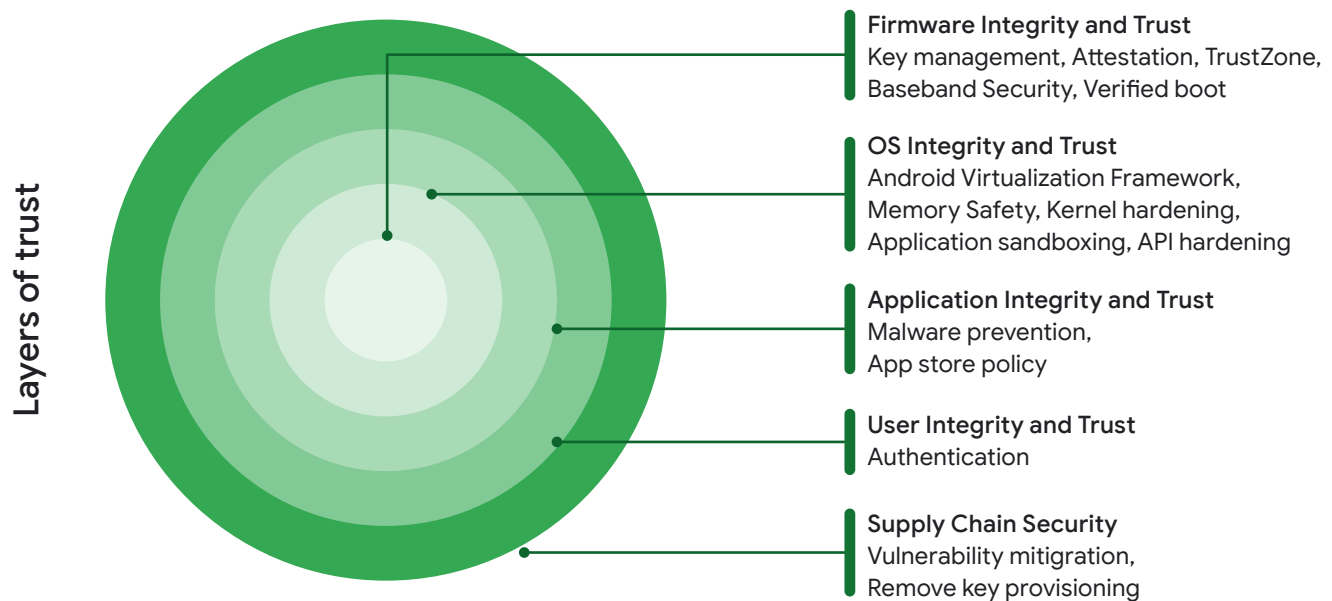 Layers of trust
Firmware Integrity and Trust
Key management, Attestation, TrustZone,
Baseband Security, Verified boot
OS Integrity and Trust
Android Virtualization Framework,
Memory Safety, Kernel hardening,
Application sandboxing, API hardening
Application Integrity and Trust
Malware prevention,
App store policy
User Integrity and Trust
Authentication
Supply Chain Security
Vulnerability mitigration,
Remove key provisioning